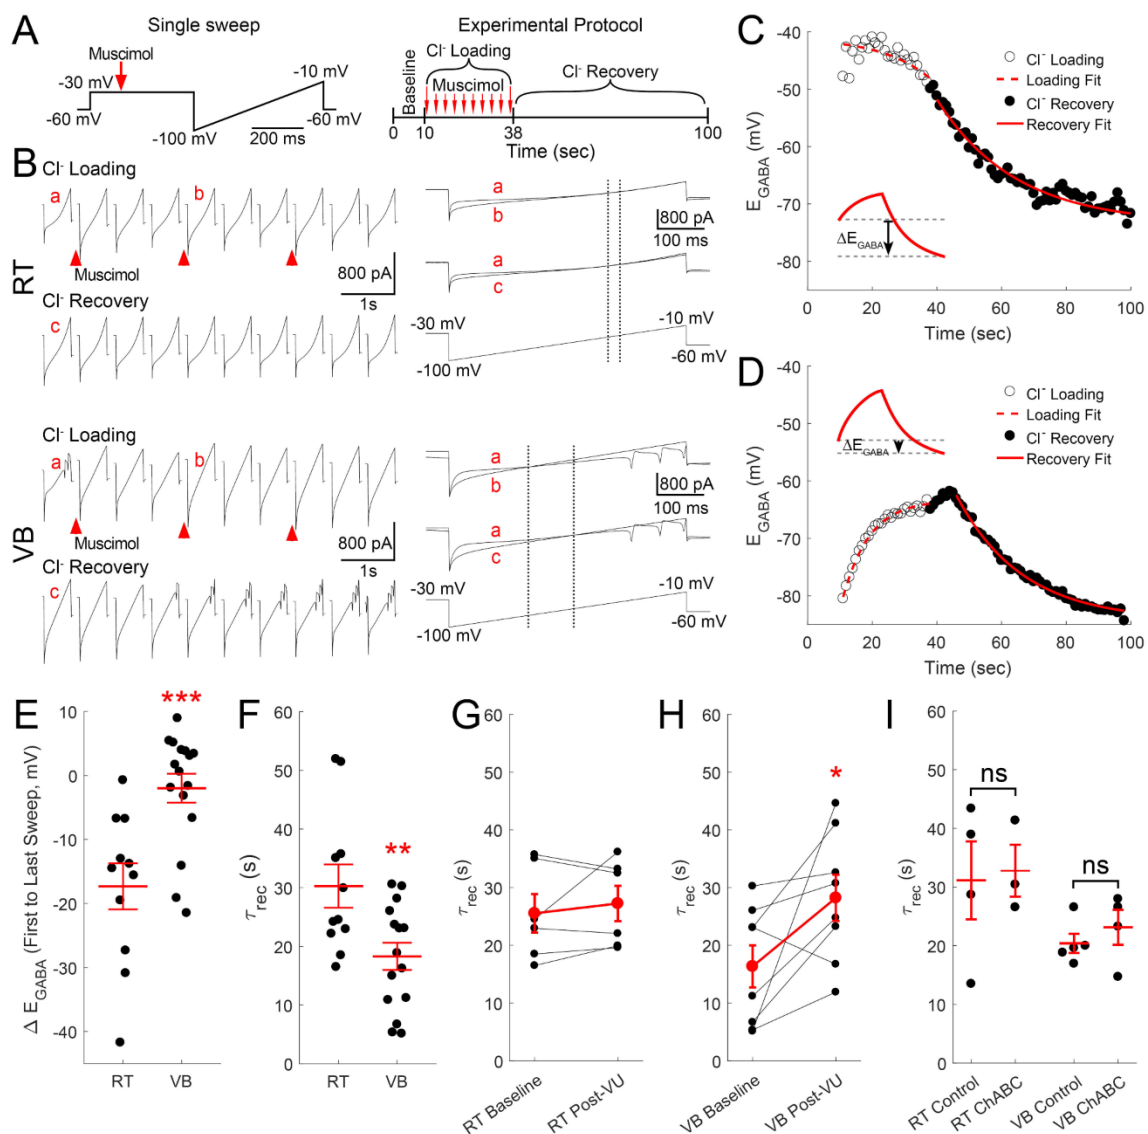 A
Single sweep
Muscimol
-30 mV
-60 mV
-100 mV
200 ms
-10 mV
-60 mV
Experimental Protocol
Cl- Loading
Baseline
Muscimol
Cl- Recovery
0 10 38 100
Time (sec)
B
RT
Cl- Loading
a b
Muscimol
800 pA
1s
Cl- Recovery
c
a
b
800 pA
100 ms
a
c
-30 mV
-10 mV
-100 mV
-60 mV
VB
Cl- Loading
a b
Muscimol
800 pA
1s
Cl- Recovery
c
a
b
800 pA
100 ms
a
c
-30 mV
-10 mV
-100 mV
-60 mV
C
EGABA (mV)
-40
-50
-60
-70
-80
Cl- Loading
Loading Fit
Cl- Recovery
Recovery Fit
ΔEGABA
0 20 40 60 80 100
Time (sec)
D
EGABA (mV)
-40
-50
-60
-70
-80
Cl- Loading
Loading Fit
Cl- Recovery
Recovery Fit
ΔEGABA
0 20 40 60 80 100
Time (sec)
E
Δ EGABA (First to Last Sweep, mV)
10
0
-10
-20
-30
-40
***
RT VB
F
τrec (s)
60
50
40
30
20
10
0
**
RT VB
G
τrec (s)
60
50
40
30
20
10
0
RT Baseline
RT Post-VU
H
τrec (s)
60
50
40
30
20
10
0
*
VB Baseline
VB Post-VU
I
τrec (s)
60
50
40
30
20
10
0
ns
ns
RT Control
RT ChABC
VB Control
VB ChABC